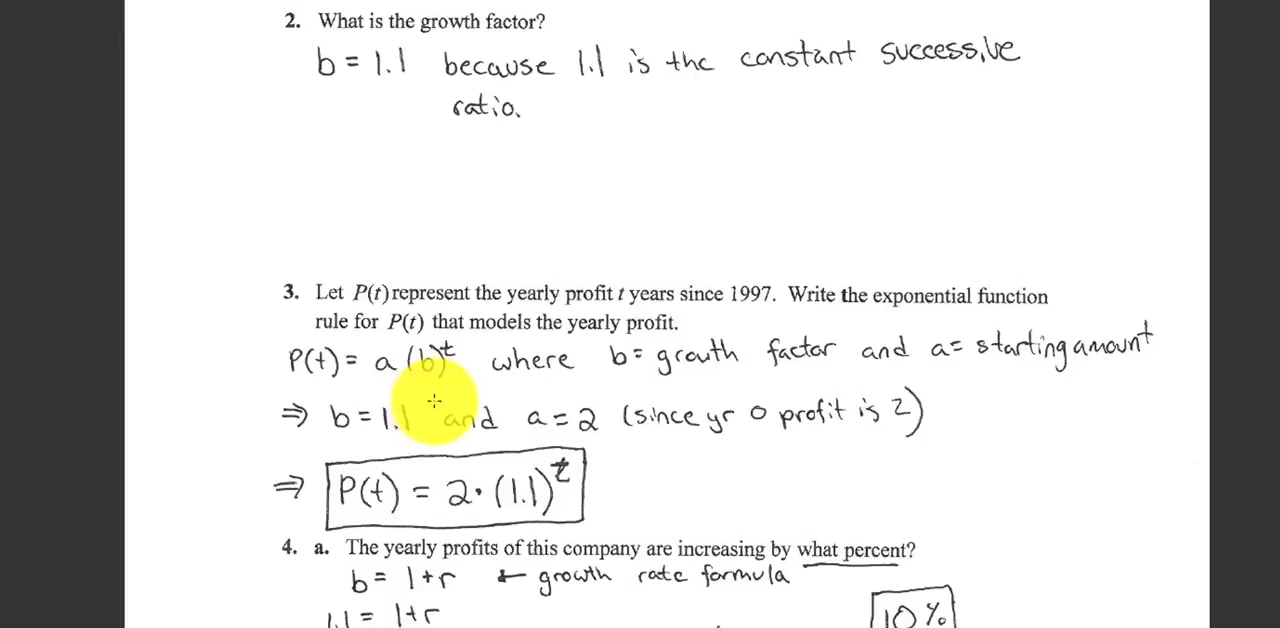 2. What is the growth factor?
b = 1.1 because 1.1 is the constant successive
ratio.
3. Let P(t) represent the yearly profit t years since 1997. Write the exponential function
rule for P(t) that models the yearly profit.
P(t) = a(b)^t where b = growth factor and a = starting amount
⇒ b = 1.1 and a = 2 (since yr 0 profit is 2)
⇒ P(t) = 2 · (1.1)^t
4. a. The yearly profits of this company are increasing by what percent?
b = 1 + r ← growth rate formula
1.1 = 1 + r 10%